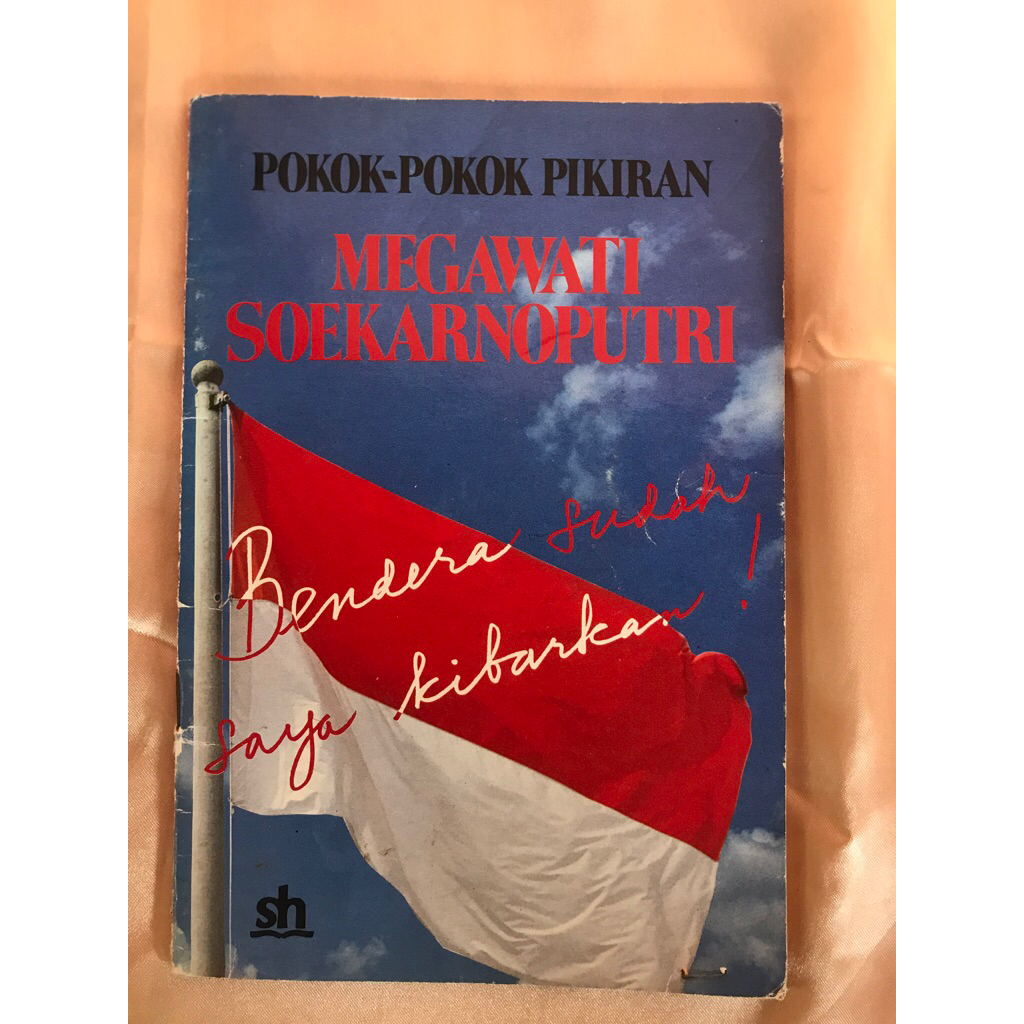 POKOK-POKOK PIKIRAN
MEGAWATI
SOEKARNOPUTRI
Bendera sudah
saya kibarkan!
sh